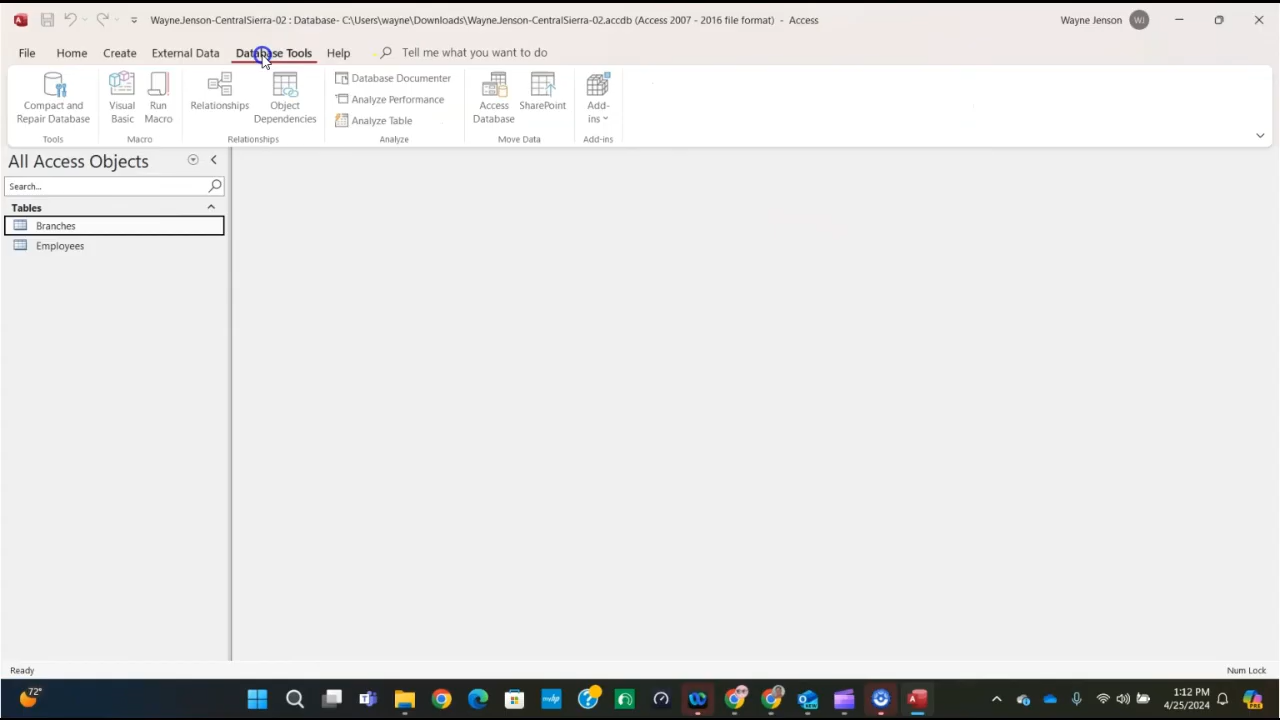 WayneJenson-CentralSierra-02 : Database- C:\Users\wayne\Downloads\WayneJenson-CentralSierra-02.accdb (Access 2007 - 2016 file format) - Access
Wayne Jenson
WJ
File Home Create External Data Database Tools Help Tell me what you want to do
Compact and
Repair Database
Tools
Visual
Basic
Run
Macro
Macro
Relationships
Object
Dependencies
Relationships
Database Documenter
Analyze Performance
Analyze Table
Analyze
Access
Database
SharePoint
Move Data
Add-
ins
Add-ins
All Access Objects
Search...
Tables
Branches
Employees
Ready
Num Lock
72°
1:12 PM
4/25/2024